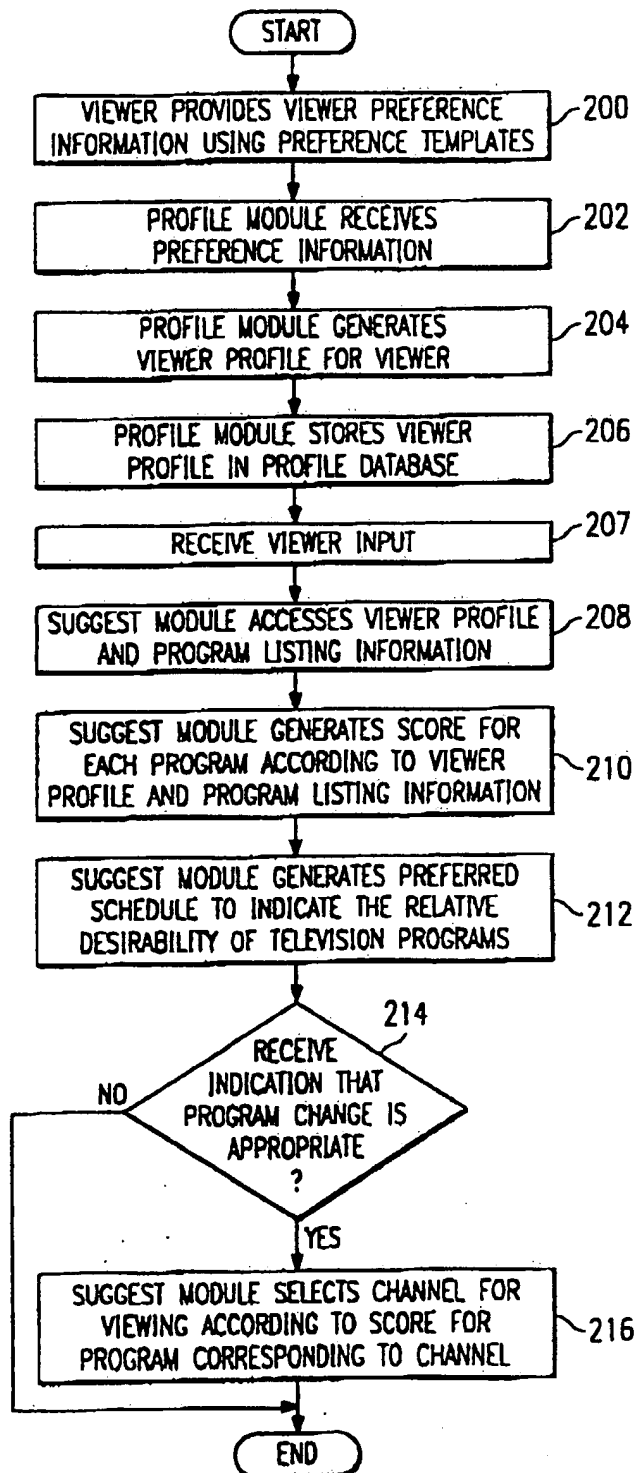 START
VIEWER PROVIDES VIEWER PREFERENCE
INFORMATION USING PREFERENCE TEMPLATES
200
PROFILE MODULE RECEIVES
PREFERENCE INFORMATION
202
PROFILE MODULE GENERATES
VIEWER PROFILE FOR VIEWER
204
PROFILE MODULE STORES VIEWER
PROFILE IN PROFILE DATABASE
206
RECEIVE VIEWER INPUT
207
SUGGEST MODULE ACCESSES VIEWER PROFILE
AND PROGRAM LISTING INFORMATION
208
SUGGEST MODULE GENERATES SCORE FOR
EACH PROGRAM ACCORDING TO VIEWER
PROFILE AND PROGRAM LISTING INFORMATION
210
SUGGEST MODULE GENERATES PREFERRED
SCHEDULE TO INDICATE THE RELATIVE
DESIRABILITY OF TELEVISION PROGRAMS
212
214
RECEIVE
INDICATION THAT
PROGRAM CHANGE IS
APPROPRIATE
?
NO
YES
SUGGEST MODULE SELECTS CHANNEL FOR
VIEWING ACCORDING TO SCORE FOR
PROGRAM CORRESPONDING TO CHANNEL
216
END